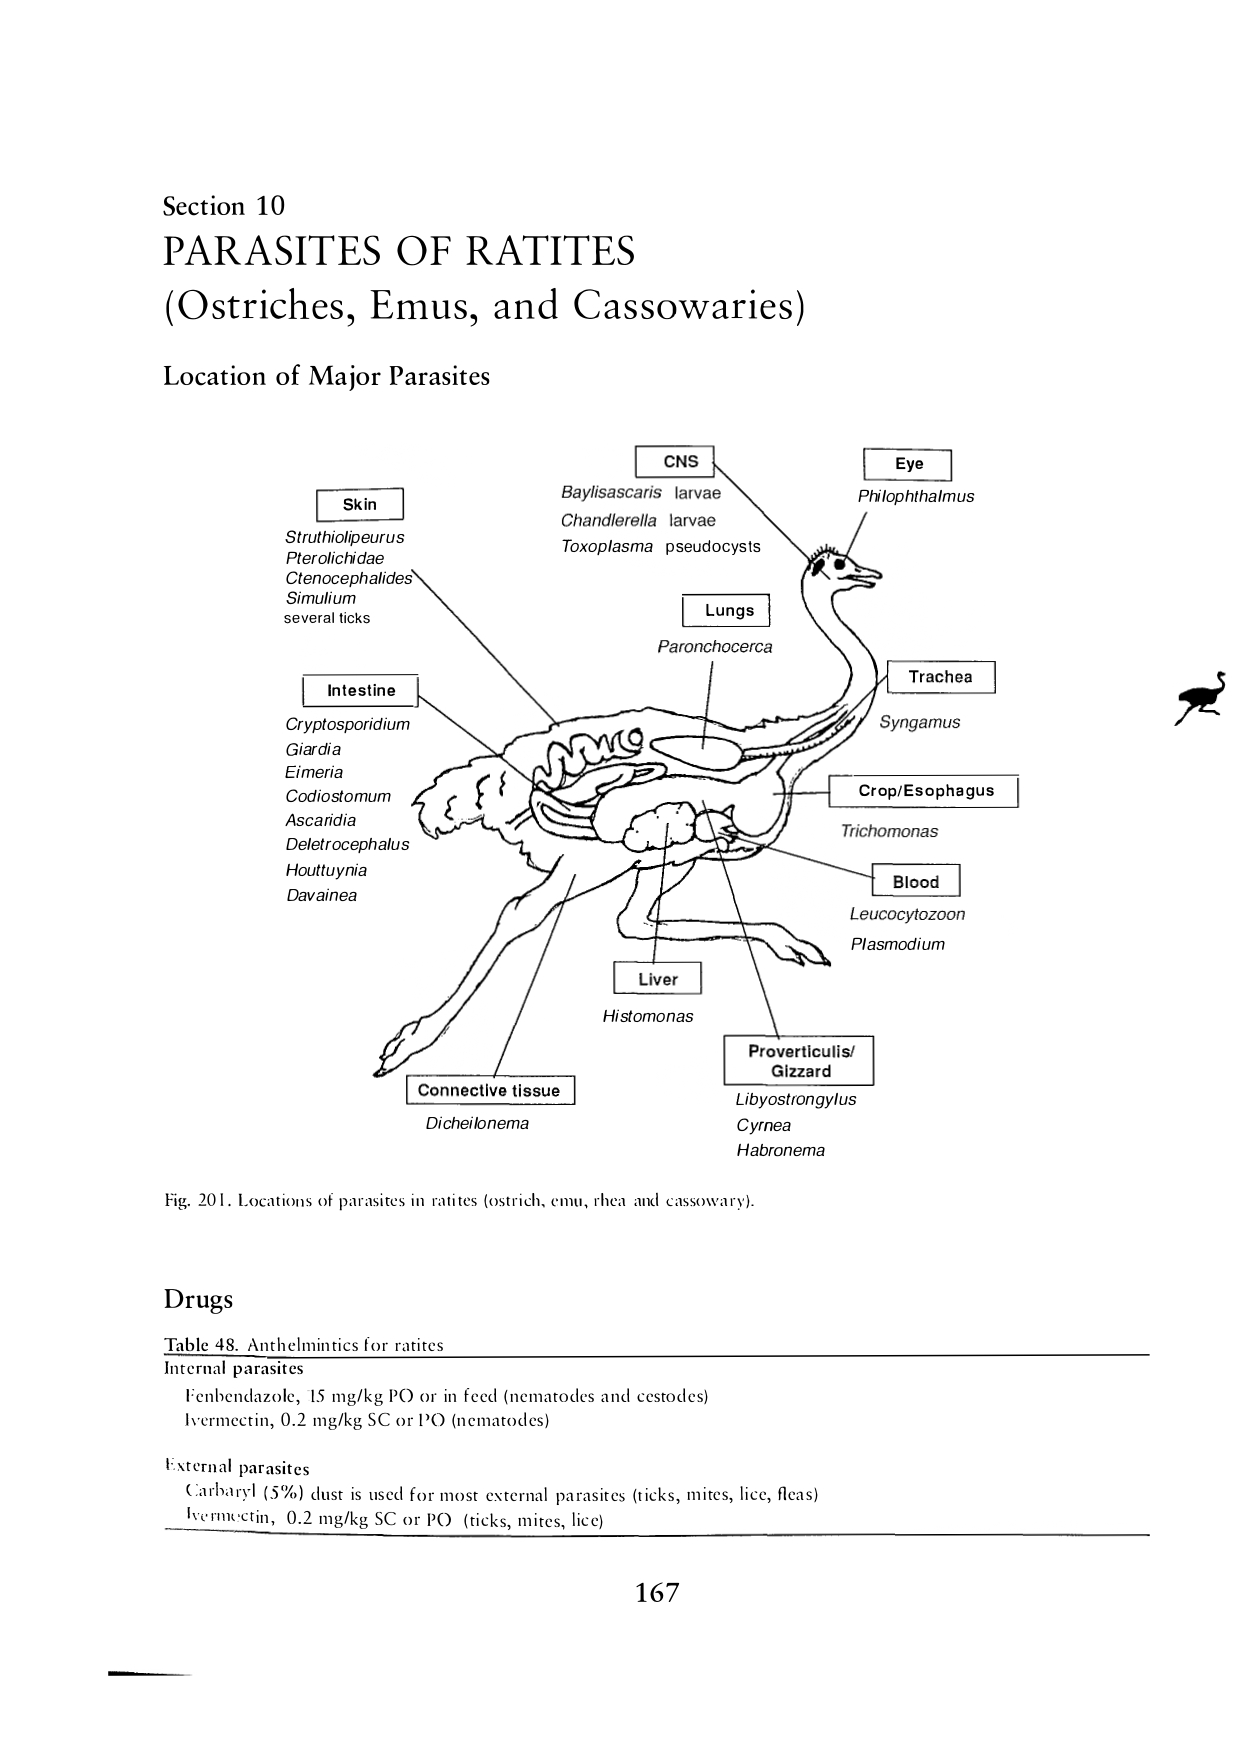 Section 10
PARASITES OF RATITES
(Ostriches, Emus, and Cassowaries)
Location of Major Parasites
CNS
Baylisascaris larvae
Chandlerella larvae
Toxoplasma pseudocysts
Eye
Philophthalmus
Skin
Struthiolipeurus
Pterolichidae
Ctenocephalides
Simulium
several ticks
Lungs
Paronchocerca
Trachea
Syngamus
Intestine
Cryptosporidium
Giardia
Eimeria
Codiostomum
Ascaridia
Deletrocephalus
Houttuynia
Davainea
Crop/Esophagus
Trichomonas
Blood
Leucocytozoon
Plasmodium
Liver
Histomonas
Proverticulis/
Gizzard
Libyostrongylus
Cyrnea
Habronema
Connective tissue
Dicheilonema
Fig. 201. Locations of parasites in ratites (ostrich, emu, rhea and cassowary).
Drugs
Table 48. Anthelmintics for ratites
Internal parasites
Fenbendazole, 15 mg/kg PO or in feed (nematodes and cestodes)
Ivermectin, 0.2 mg/kg SC or PO (nematodes)
External parasites
Carbaryl (5%) dust is used for most external parasites (ticks, mites, lice, fleas)
Ivermectin, 0.2 mg/kg SC or PO (ticks, mites, lice)
167